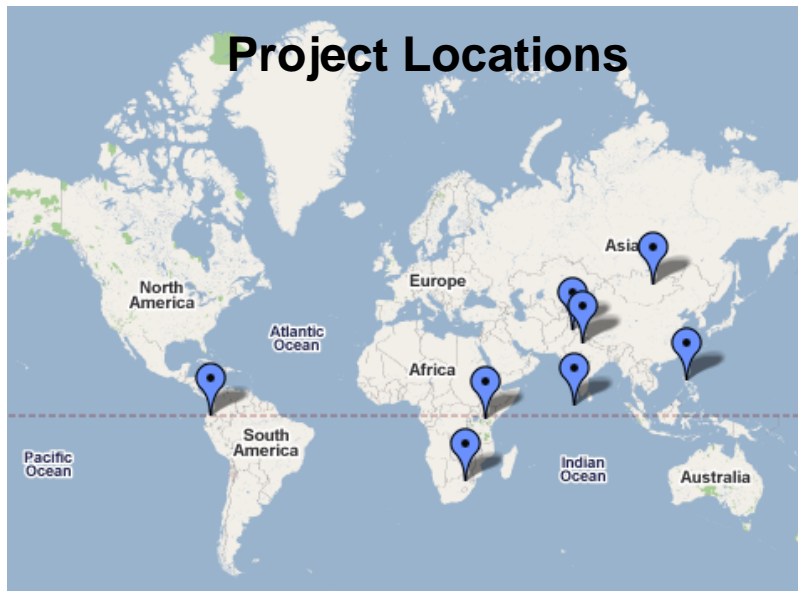 Project Locations
Asia
North
America
Europe
Atlantic
Ocean
Africa
South
America
Pacific
Ocean
Indian
Ocean
Australia